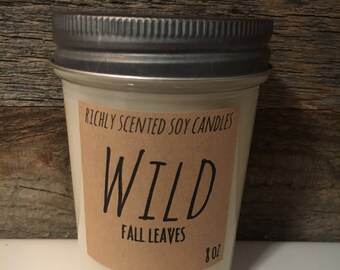 RICHLY SCENTED SOY CANDLES
WILD
FALL LEAVES
8 OZ